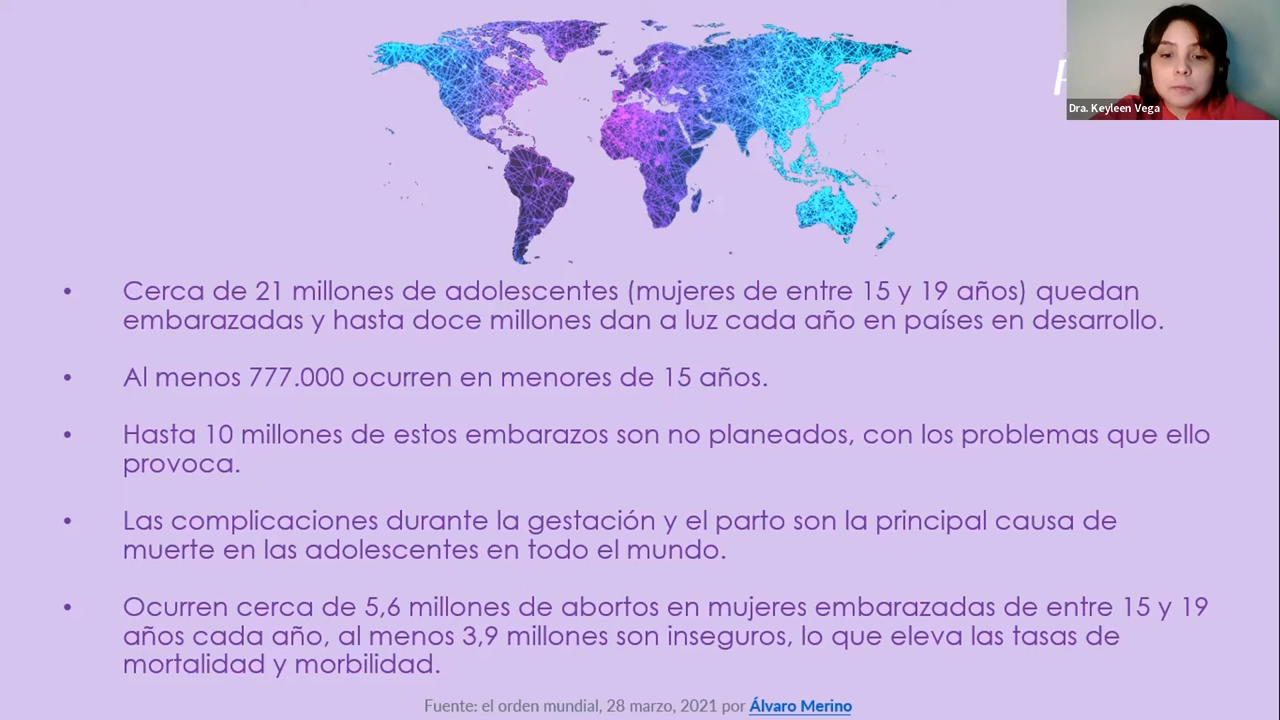 Dra. Keyleen Vega
• Cerca de 21 millones de adolescentes (mujeres de entre 15 y 19 años) quedan
embarazadas y hasta doce millones dan a luz cada año en países en desarrollo.
• Al menos 777.000 ocurren en menores de 15 años.
• Hasta 10 millones de estos embarazos son no planeados, con los problemas que ello
provoca.
• Las complicaciones durante la gestación y el parto son la principal causa de
muerte en las adolescentes en todo el mundo.
• Ocurren cerca de 5,6 millones de abortos en mujeres embarazadas de entre 15 y 19
años cada año, al menos 3,9 millones son inseguros, lo que eleva las tasas de
mortalidad y morbilidad.
Fuente: el orden mundial, 28 marzo, 2021 por Álvaro Merino